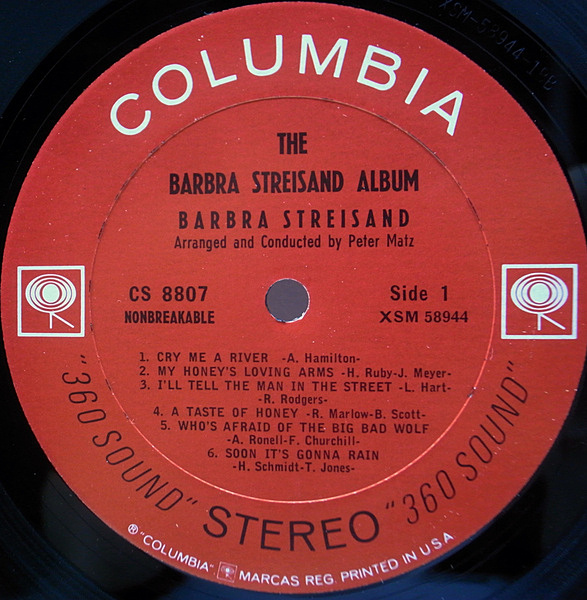 XSM-58944-1
COLUMBIA
THE
BARBRA STREISAND ALBUM
BARBRA STREISAND
Arranged and Conducted by Peter Matz
CS 8807
NONBREAKABLE
Side 1
XSM 58944
1. CRY ME A RIVER -A. Hamilton-
2. MY HONEY'S LOVING ARMS -H. Ruby-J. Meyer-
3. I'LL TELL THE MAN IN THE STREET -L. Hart-
R. Rodgers-
4. A TASTE OF HONEY -R. Marlow-B. Scott-
5. WHO'S AFRAID OF THE BIG BAD WOLF
-A. Ronell-F. Churchill-
6. SOON IT'S GONNA RAIN
-H. Schmidt-T. Jones-
"360 SOUND" STEREO "360 SOUND"
® "COLUMBIA" MARCAS REG. PRINTED IN U.S.A